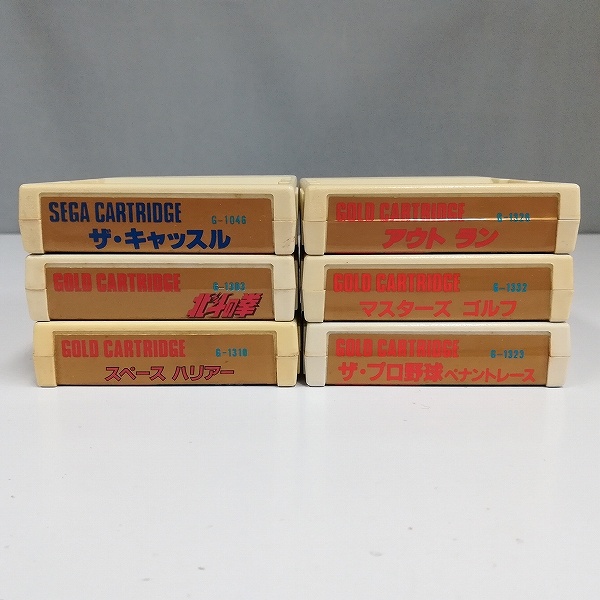 SEGA CARTRIDGE
G-1046
ザ・キャッスル
GOLD CARTRIDGE
G-1303
北斗の拳
GOLD CARTRIDGE
G-1310
スペース ハリアー
GOLD CARTRIDGE
G-1328
アウト ラン
GOLD CARTRIDGE
G-1332
マスターズ ゴルフ
GOLD CARTRIDGE
G-1325
ザ・プロ野球 ペナントレース